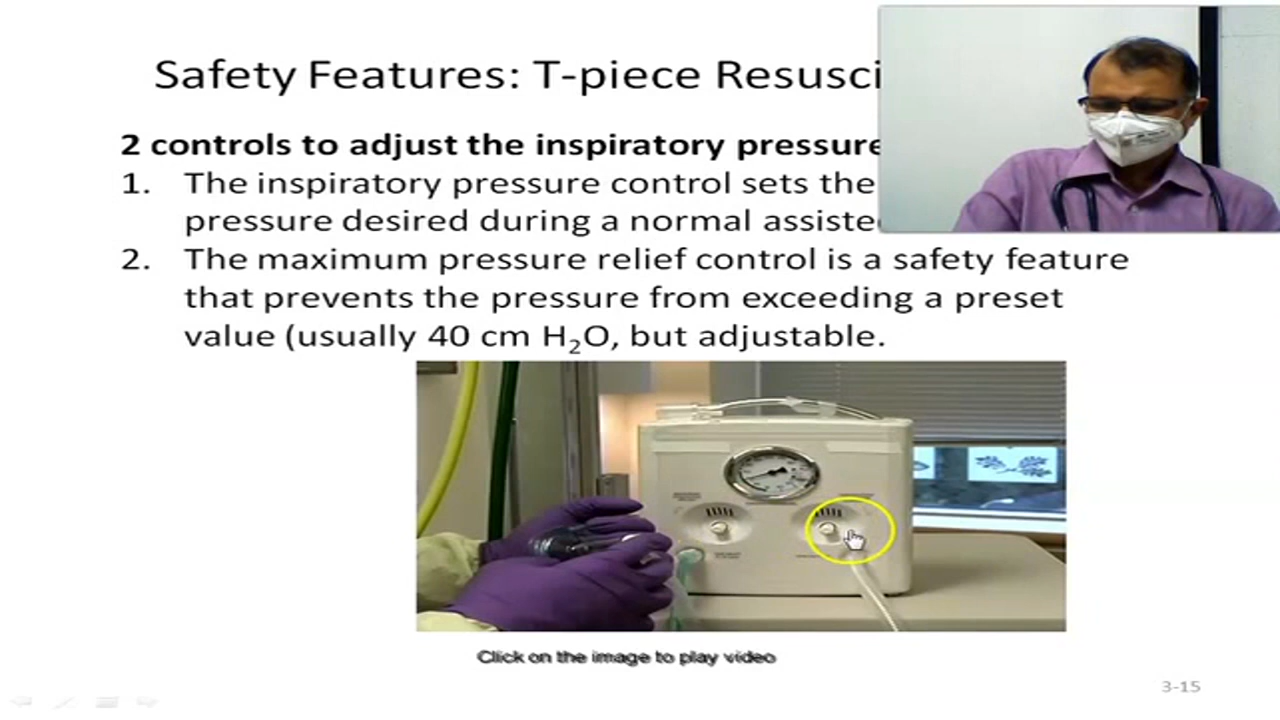 Safety Features: T-piece Resusci
2 controls to adjust the inspiratory pressure
1. The inspiratory pressure control sets the
pressure desired during a normal assiste
2. The maximum pressure relief control is a safety feature
that prevents the pressure from exceeding a preset
value (usually 40 cm H₂O, but adjustable.
Click on the image to play video
3-15